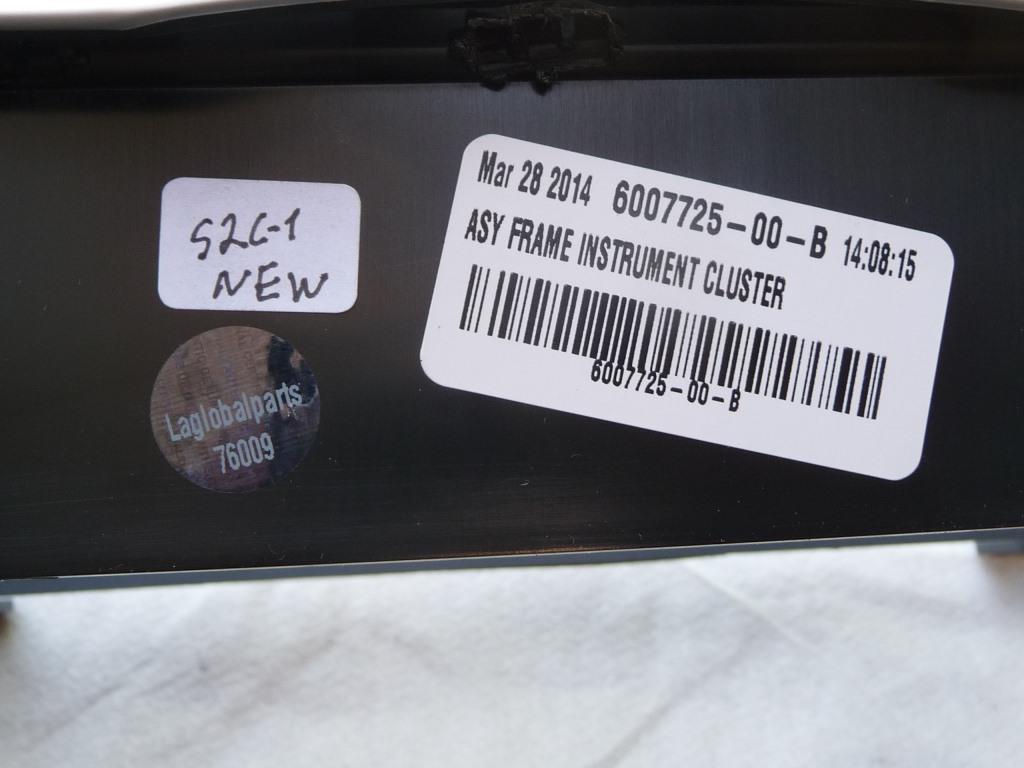 S2C-1
NEW
Laglobalparts
76009
Mar 28 2014 6007725-00-B 14:08:15
ASY FRAME INSTRUMENT CLUSTER
6007725-00-B